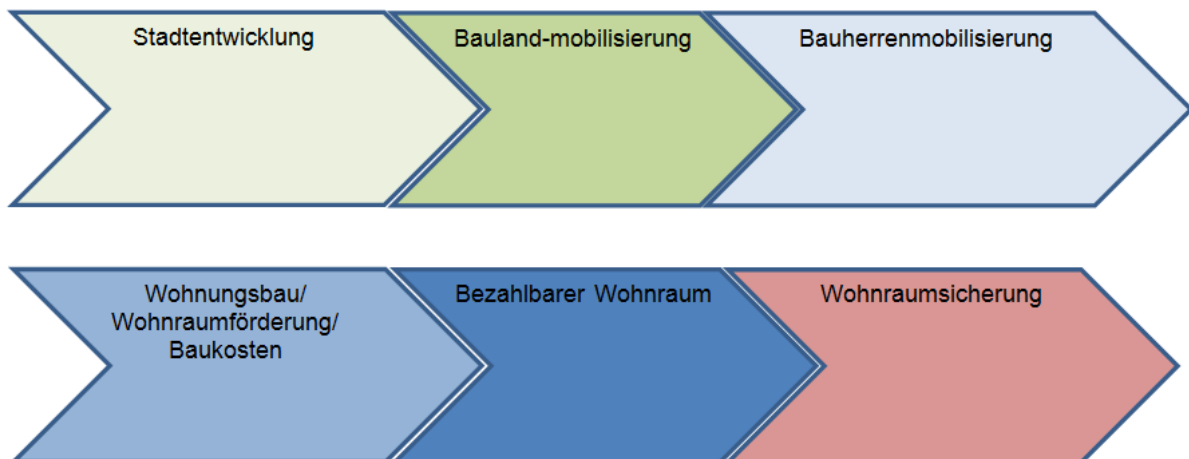 Stadtentwicklung
Bauland-mobilisierung
Bauherrenmobilisierung
Wohnungsbau/
Wohnraumförderung/
Baukosten
Bezahlbarer Wohnraum
Wohnraumsicherung